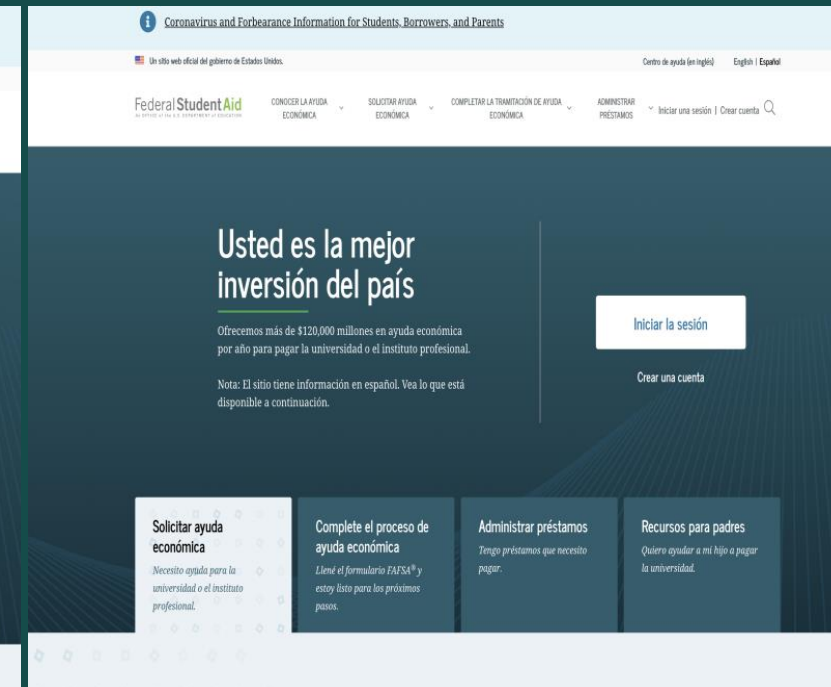 Coronavirus and Forbearance Information for Students, Borrowers, and Parents
Un sitio web oficial del gobierno de Estados Unidos.
Centro de ayuda (en inglés) English | Español
Federal Student Aid
An OFFICE of the U.S. DEPARTMENT of EDUCATION
CONOCER LA AYUDA
ECONÓMICA
SOLICITAR AYUDA
ECONÓMICA
COMPLETAR LA TRAMITACIÓN DE AYUDA
ECONÓMICA
ADMINISTRAR
PRÉSTAMOS
Iniciar una sesión | Crear cuenta
Usted es la mejor
inversión del país
Ofrecemos más de $120,000 millones en ayuda económica
por año para pagar la universidad o el instituto profesional.
Nota: El sitio tiene información en español. Vea lo que está
disponible a continuación.
Iniciar la sesión
Crear una cuenta
Solicitar ayuda
económica
Necesito ayuda para la
universidad o el instituto
profesional.
Complete el proceso de
ayuda económica
Llené el formulario FAFSA® y
estoy listo para los próximos
pasos.
Administrar préstamos
Tengo préstamos que necesito
pagar.
Recursos para padres
Quiero ayudar a mi hijo a pagar
la universidad.